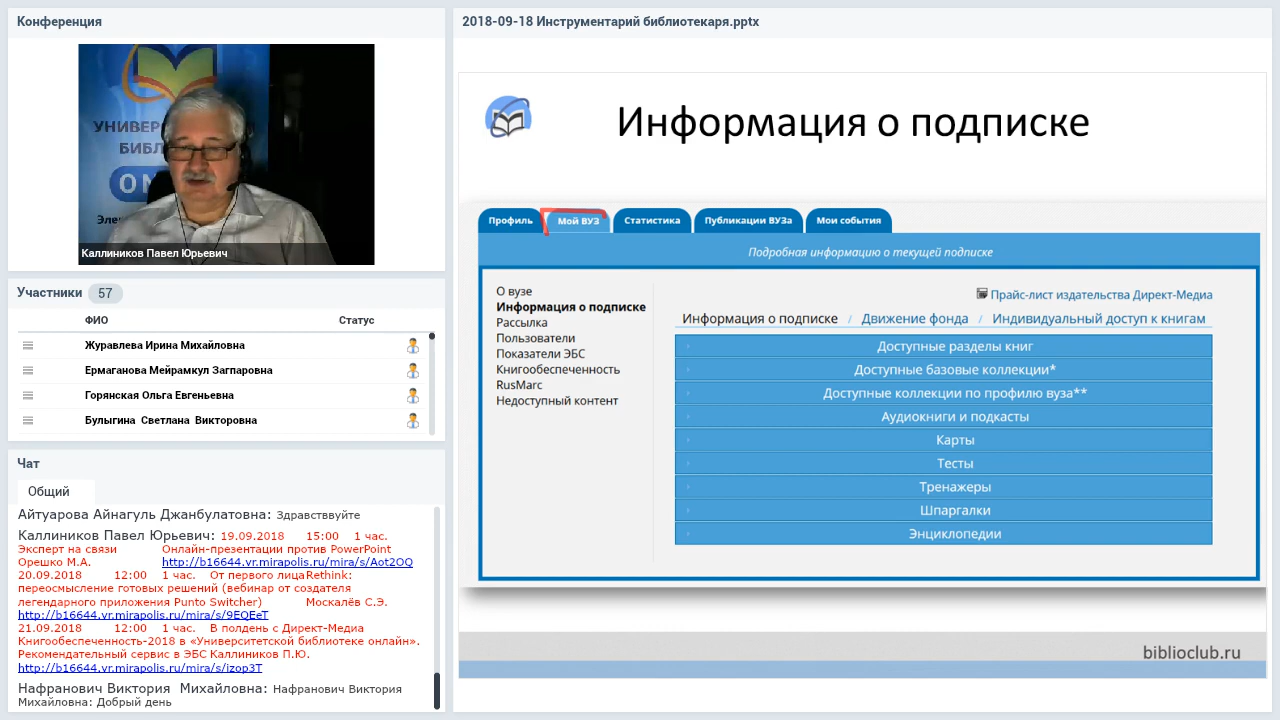 Конференция
УНИВЕР
БИБЛ
ON
Эле
Каллиников Павел Юрьевич
Участники 57
ФИО Статус
Журавлева Ирина Михайловна
Ермаганова Мейрамкул Загпаровна
Горянская Ольга Евгеньевна
Булыгина Светлана Викторовна
Чат
Общий
Айтуарова Айнагуль Джанбулатовна: Здравстввуйте
Каллиников Павел Юрьевич: 19.09.2018 15:00 1 час.
Эксперт на связи Онлайн-презентации против PowerPoint
Орешко М.А. http://b16644.vr.mirapolis.ru/mira/s/Aot2OQ
20.09.2018 12:00 1 час. От первого лицаRethink:
переосмысление готовых решений (вебинар от создателя
легендарного приложения Punto Switcher) Москалёв С.Э.
http://b16644.vr.mirapolis.ru/mira/s/9EQEeT
21.09.2018 12:00 1 час. В полдень с Директ-Медиа
Книгообеспеченность-2018 в «Университетской библиотеке онлайн».
Рекомендательный сервис в ЭБС Каллиников П.Ю.
http://b16644.vr.mirapolis.ru/mira/s/izop3T
Нафранович Виктория Михайловна: Нафранович Виктория
Михайловна: Добрый день
2018-09-18 Инструментарий библиотекаря.pptx
Информация о подписке
Профиль Мой ВУЗ Статистика Публикации ВУЗа Мои события
Подробная информацию о текущей подписке
О вузе
Информация о подписке
Рассылка
Пользователи
Показатели ЭБС
Книгообеспеченность
RusMarc
Недоступный контент
Прайс-лист издательства Директ-Медиа
Информация о подписке / Движение фонда / Индивидуальный доступ к книгам
Доступные разделы книг
Доступные базовые коллекции*
Доступные коллекции по профилю вуза**
Аудиокниги и подкасты
Карты
Тесты
Тренажеры
Шпаргалки
Энциклопедии
biblioclub.ru